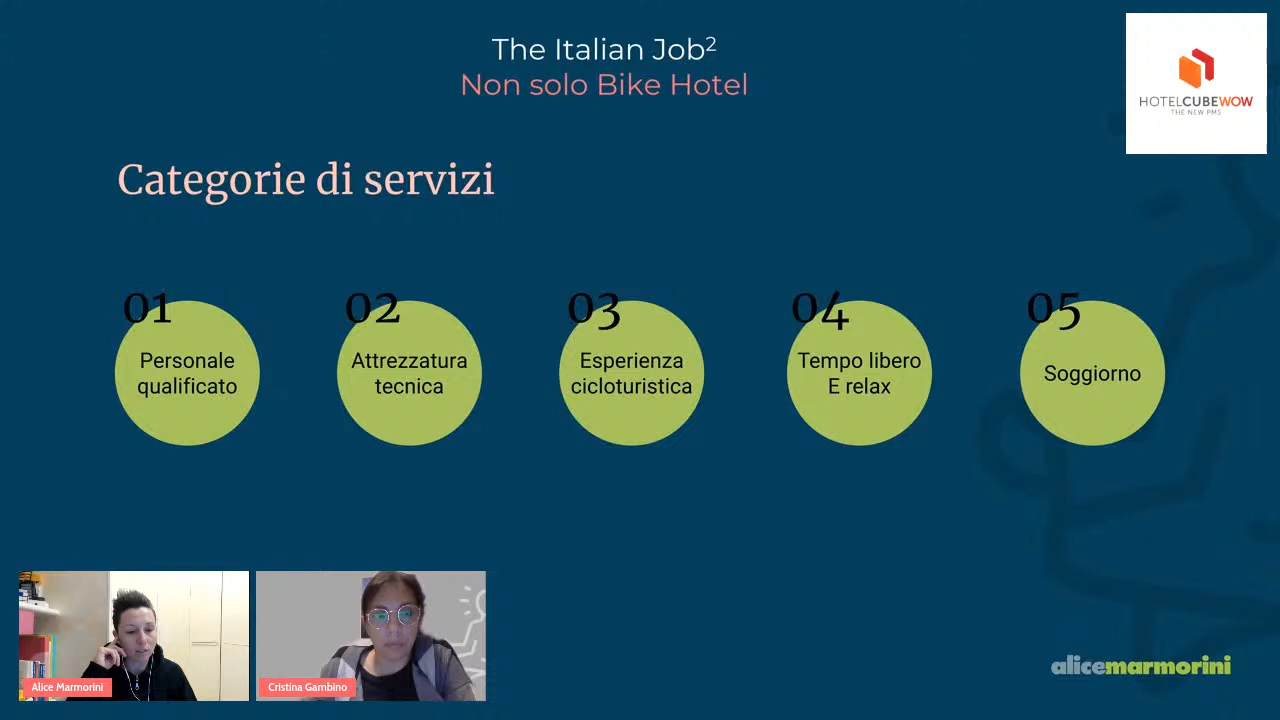 The Italian Job²
Non solo Bike Hotel
HOTELCUBEWOW
THE NEW PMS
Categorie di servizi
01
Personale
qualificato
02
Attrezzatura
tecnica
03
Esperienza
cicloturistica
04
Tempo libero
E relax
05
Soggiorno
Alice Marmorini
Cristina Gambino
alicemarmorini